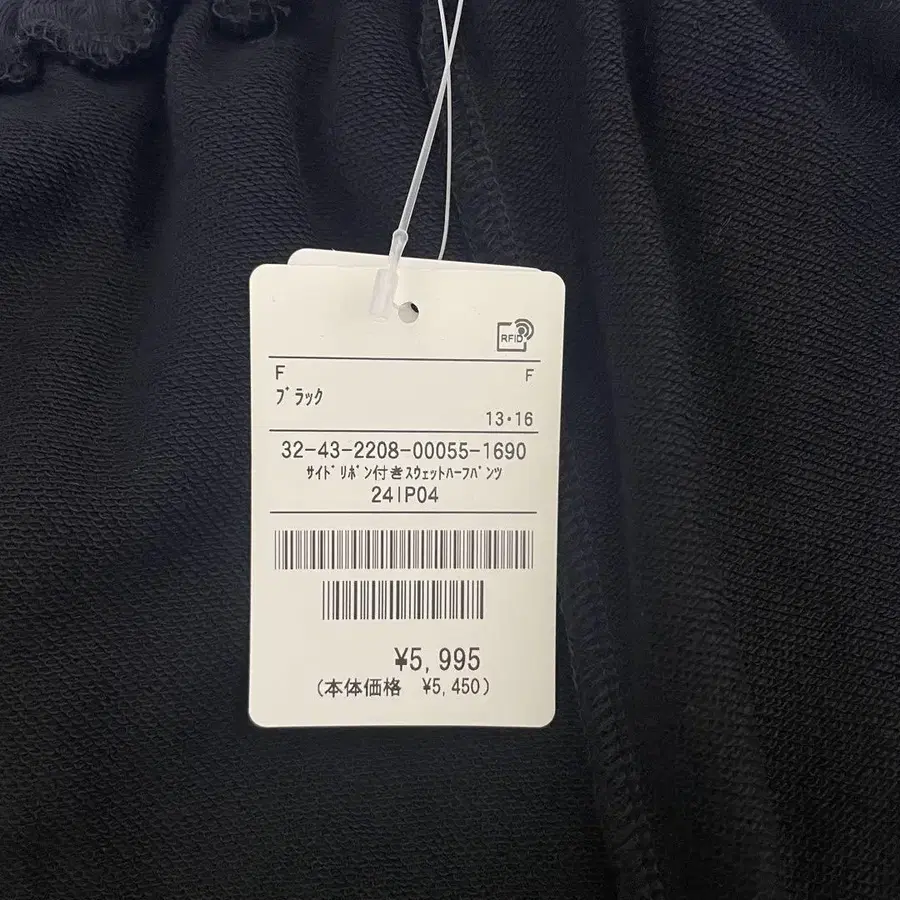 RFID
F F
ブラック
13・16
32-43-2208-00055-1690
サイドリボン付きスウェットハーフパンツ
24IP04
¥5,995
(本体価格 ¥5,450)